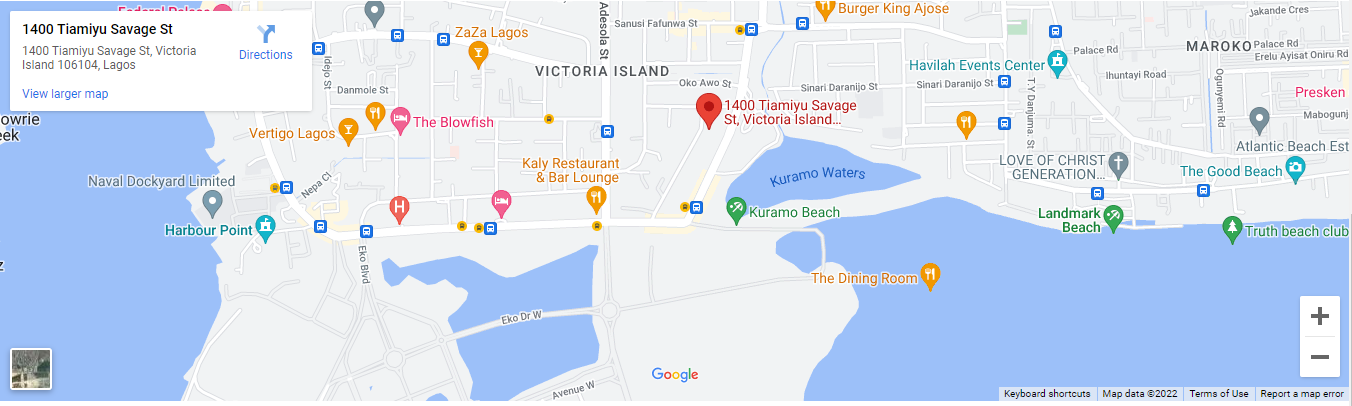 1400 Tiamiyu Savage St
1400 Tiamiyu Savage St, Victoria
Island 106104, Lagos
Directions
View larger map
Federal Palace
Adesola St
Sanusi Fafunwa St
Burger King Ajose
Jakande Cres
ZaZa Lagos
Palace Rd
MAROKO
Palace Rd
Erelu Ayisat Oniru Rd
VICTORIA ISLAND
Oko Awo St
Havilah Events Center
Ihuntayi Road
Idejo St
Danmole St
Sinari Daranijo St
Sinari Daranijo St
Ogunyemi Rd
Presken
1400 Tiamiyu Savage
St, Victoria Island...
T.Y Danjuma. St
Mabogunj
owrie
eek
The Blowfish
Vertigo Lagos
Atlantic Beach Est
Kaly Restaurant
& Bar Lounge
LOVE OF CHRIST
GENERATION...
The Good Beach
Kuramo Waters
Naval Dockyard Limited
Nepa Cl
H
Kuramo Beach
Landmark
Beach
Harbour Point
Truth beach club
Eko Blvd
z
The Dining Room
Eko Dr W
Google
Avenue W
Keyboard shortcuts
Map data ©2022
Terms of Use
Report a map error